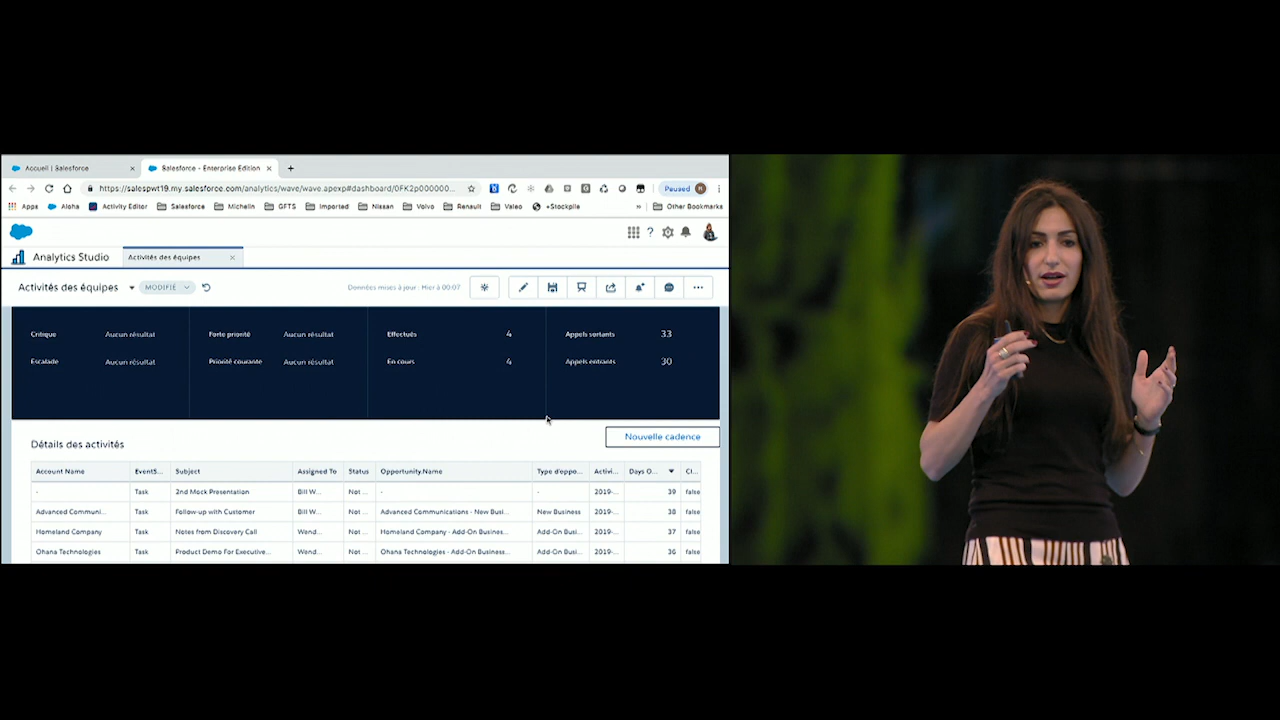 Accueil | Salesforce
Salesforce - Enterprise Edition
https://salespwt19.my.salesforce.com/analytics/wave/wave.apexp#dashboard/0FK2p000000...
Paused
Apps Aloha Activity Editor Salesforce Michelin GFTS Imported Nissan Volvo Renault Valeo +Stockpile » Other Bookmarks
Analytics Studio
Activités des équipes
Activités des équipes
MODIFIÉ
Données mises à jour : Hier à 00:07
Critique Aucun résultat Forte priorité Aucun résultat Effectués 4 Appels sortants 33
Escalade Aucun résultat Priorité courante Aucun résultat En cours 4 Appels entrants 30
Détails des activités
Nouvelle cadence
Account Name EventS... Subject Assigned To Status Opportunity.Name Type d'oppo... Activi... Days O... Cl...
- Task 2nd Mock Presentation Bill W... Not ... - - 2019-... 39 false
Advanced Communi... Task Follow-up with Customer Bill W... Not ... Advanced Communications - New Busi... New Business 2019-... 38 false
Homeland Company Task Notes from Discovery Call Wend... Not ... Homeland Company - Add-On Busi... Add-On Busi... 2019-... 37 false
Ohana Technologies Task Product Demo For Executive... Wend... Not ... Ohana Technologies - Add-On Business... Add-On Busi... 2019-... 36 false